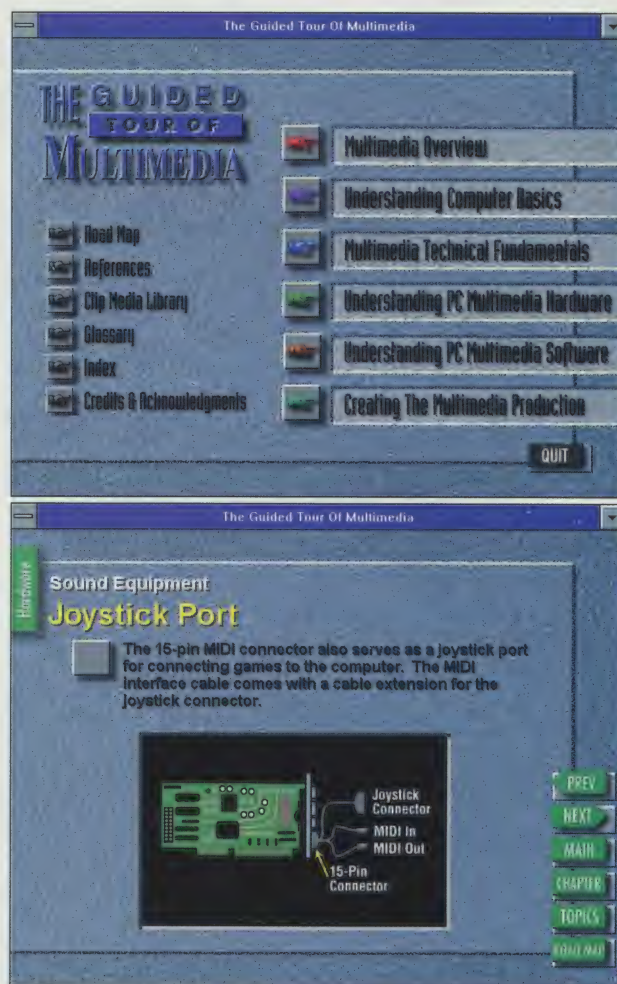 The Guided Tour Of Multimedia
THE GUIDED
TOUR OF
MULTIMEDIA
Road Map
References
Clip Media Library
Glossary
Index
Credits & Acknowledgments
Multimedia Overview
Understanding Computer Basics
Multimedia Technical Fundamentals
Understanding PC Multimedia Hardware
Understanding PC Multimedia Software
Creating The Multimedia Production
QUIT
The Guided Tour Of Multimedia
Hardware
Sound Equipment
Joystick Port
The 15-pin MIDI connector also serves as a joystick port
for connecting games to the computer. The MIDI
interface cable comes with a cable extension for the
joystick connector.
Joystick
Connector
MIDI In
MIDI Out
15-Pin
Connector
PREV
NEXT
MAIN
CHAPTER
TOPICS
ROAD MAP